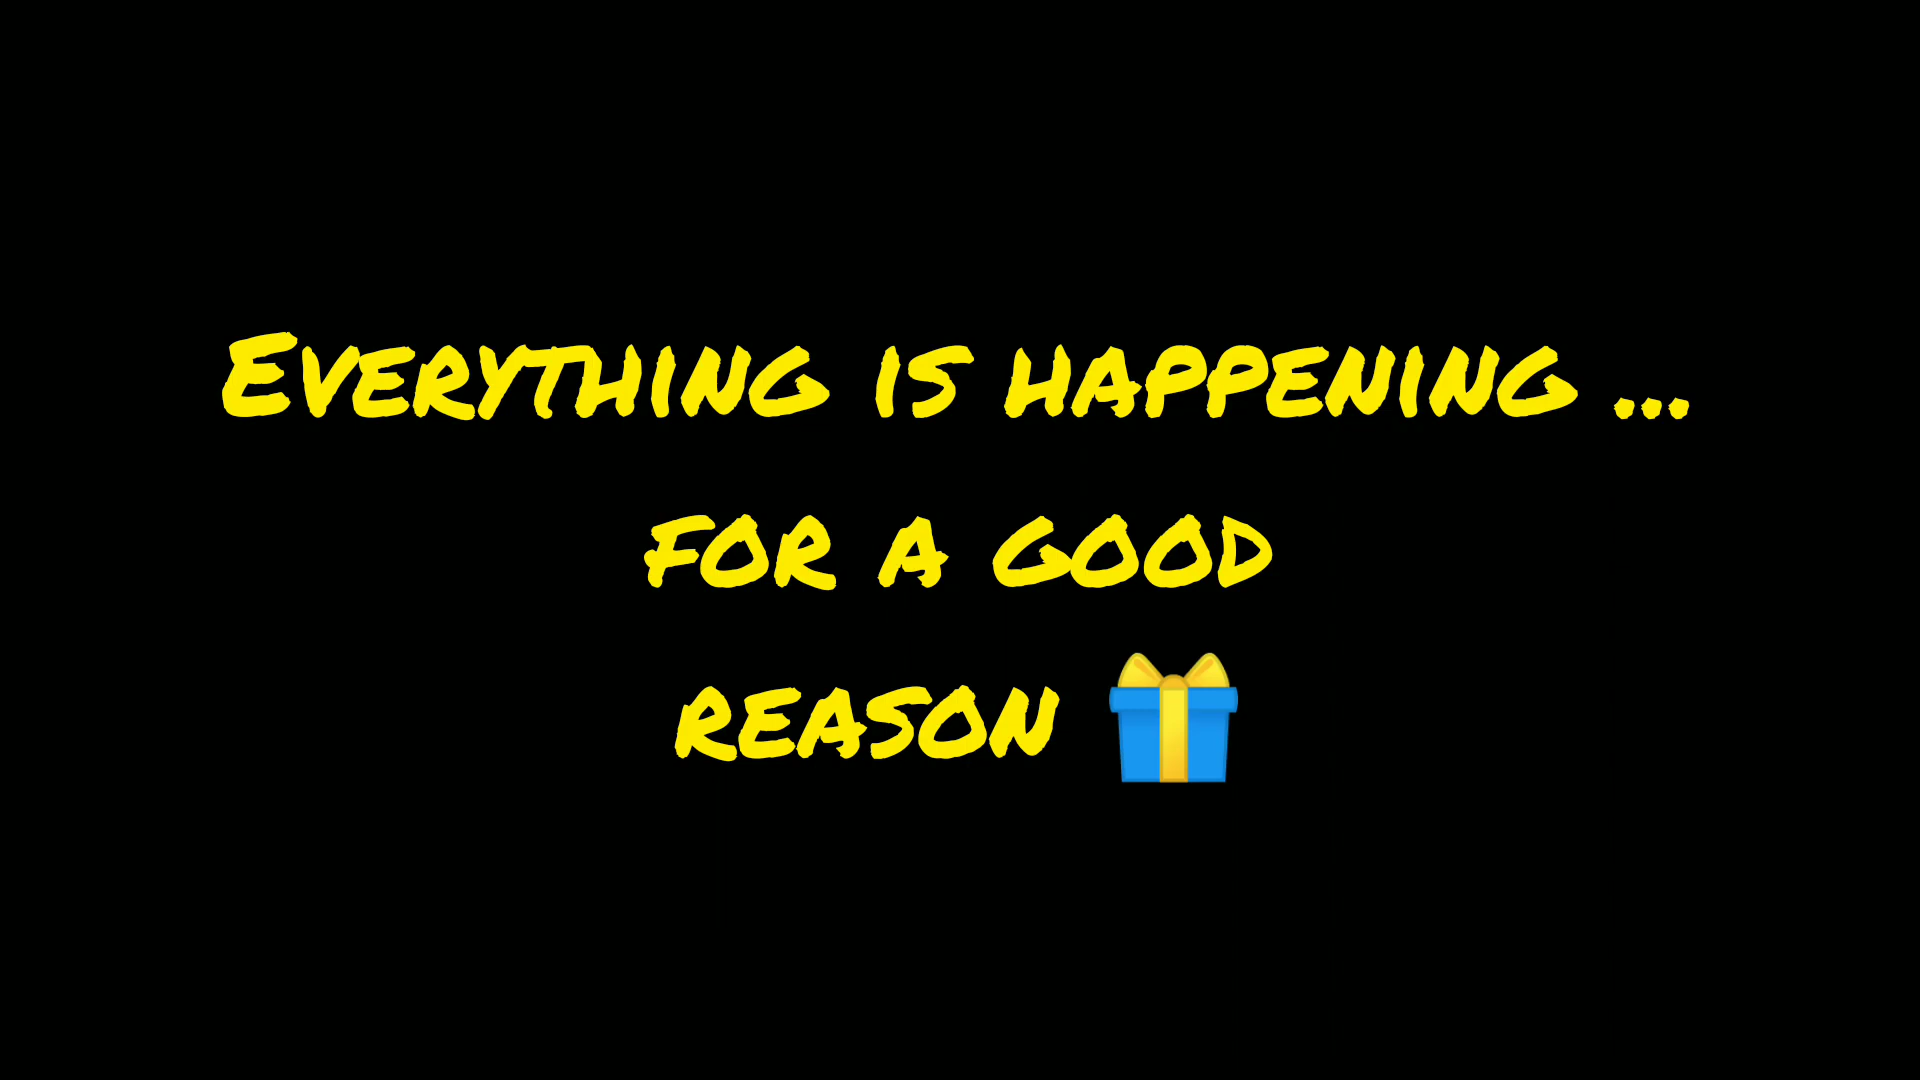 Everything is happening ...
for a good
reason 🎁